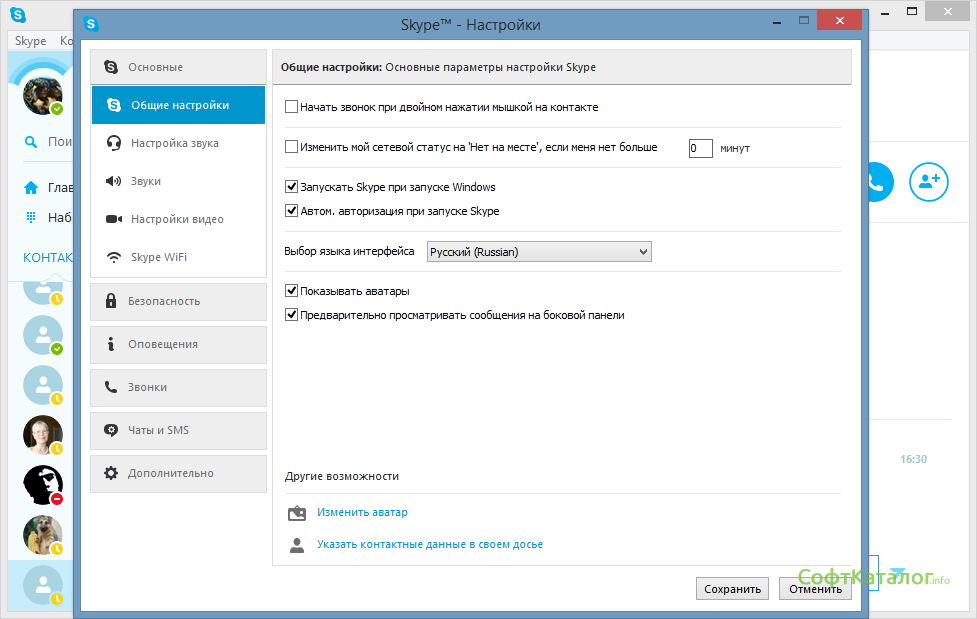 Skype™ - Настройки
Skype
Ко
Пои
Глав
Наб
КОНТАК
Основные
Общие настройки
Настройка звука
Звуки
Настройки видео
Skype WiFi
Безопасность
Оповещения
Звонки
Чаты и SMS
Дополнительно
Общие настройки: Основные параметры настройки Skype
Начать звонок при двойном нажатии мышкой на контакте
Изменить мой сетевой статус на 'Нет на месте', если меня нет больше 0 минут
Запускать Skype при запуске Windows
Автом. авторизация при запуске Skype
Выбор языка интерфейса Русский (Russian)
Показывать аватары
Предварительно просматривать сообщения на боковой панели
Другие возможности
Изменить аватар
Указать контактные данные в своем досье
Сохранить
Отменить
16:30
СофтКаталог.info